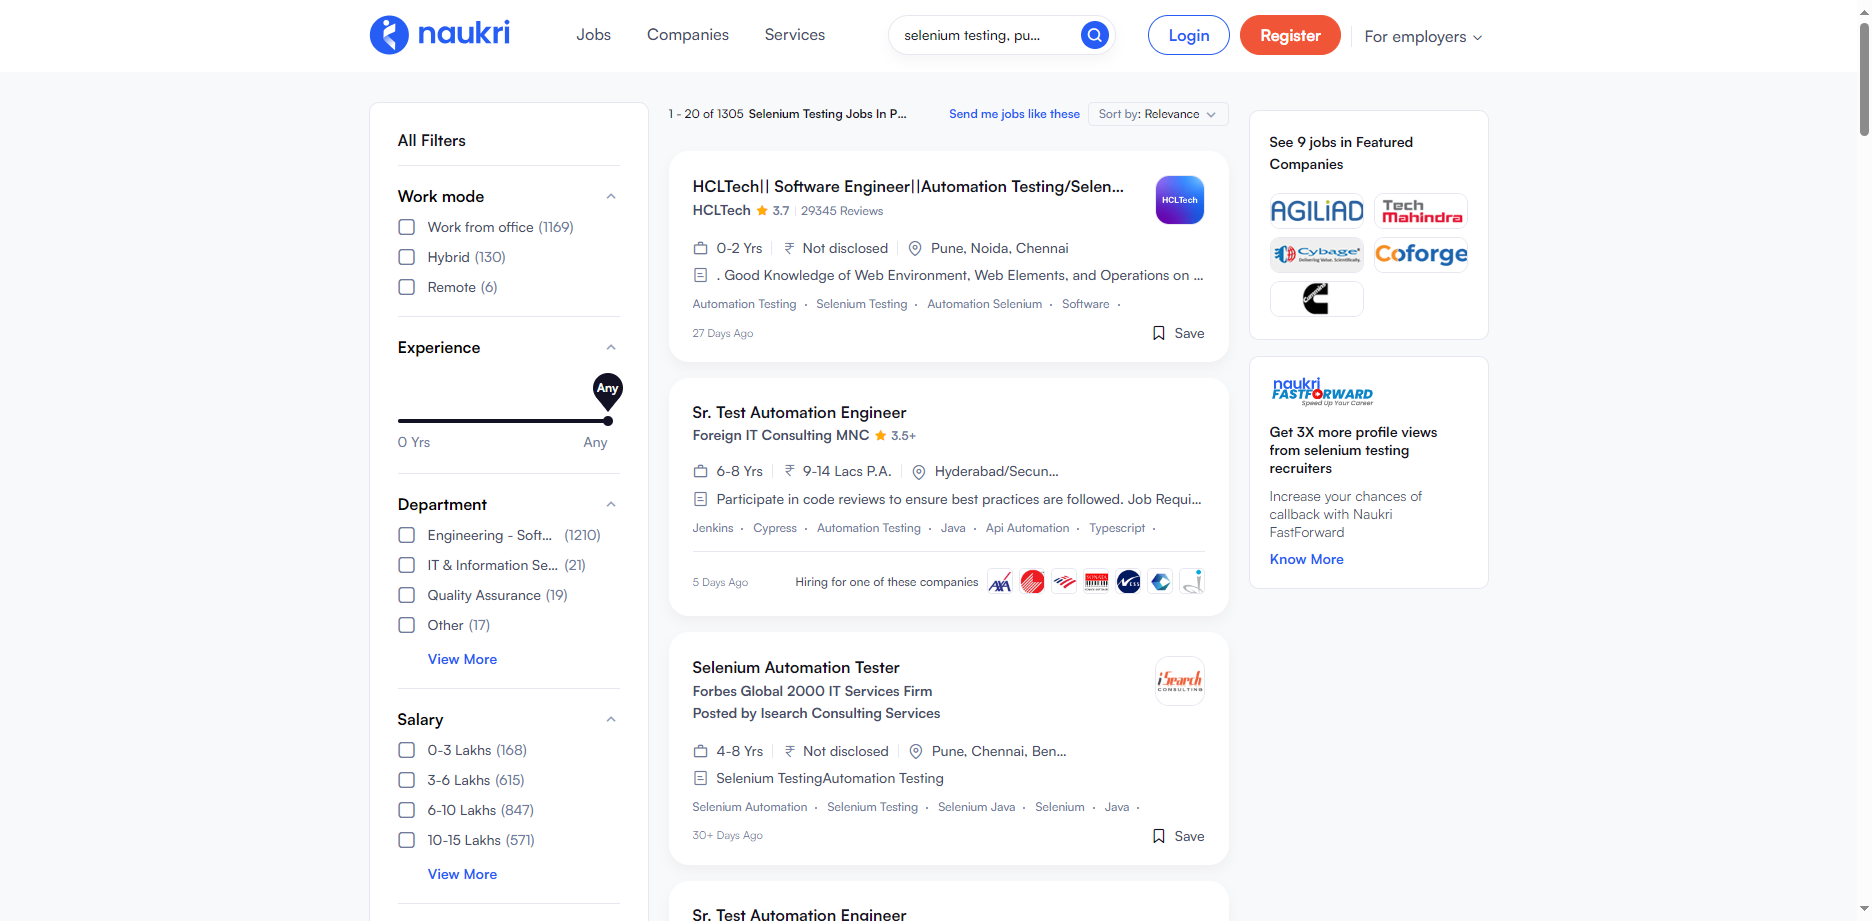 naukri
Jobs
Companies
Services
selenium testing, pu...
Login
Register
For employers
All Filters
Work mode
Work from office (1169)
Hybrid (130)
Remote (6)
Experience
Any
0 Yrs
Any
Department
Engineering - Soft... (1210)
IT & Information Se... (21)
Quality Assurance (19)
Other (17)
View More
Salary
0-3 Lakhs (168)
3-6 Lakhs (615)
6-10 Lakhs (847)
10-15 Lakhs (571)
View More
1 - 20 of 1305 Selenium Testing Jobs In P...
Send me jobs like these
Sort by: Relevance
HCLTech|| Software Engineer||Automation Testing/Selen...
HCLTech 3.7 29345 Reviews
HCLTech
0-2 Yrs ₹ Not disclosed Pune, Noida, Chennai
. Good Knowledge of Web Environment, Web Elements, and Operations on ...
Automation Testing · Selenium Testing · Automation Selenium · Software ·
27 Days Ago
Save
Sr. Test Automation Engineer
Foreign IT Consulting MNC 3.5+
6-8 Yrs ₹ 9-14 Lacs P.A. Hyderabad/Secun...
Participate in code reviews to ensure best practices are followed. Job Requi...
Jenkins · Cypress · Automation Testing · Java · Api Automation · Typescript ·
5 Days Ago
Hiring for one of these companies
AXA
Selenium Automation Tester
Forbes Global 2000 IT Services Firm
Posted by Isearch Consulting Services
iSearch
CONSULTING
4-8 Yrs ₹ Not disclosed Pune, Chennai, Ben...
Selenium TestingAutomation Testing
Selenium Automation · Selenium Testing · Selenium Java · Selenium · Java ·
30+ Days Ago
Save
Sr. Test Automation Engineer
See 9 jobs in Featured
Companies
AGILIAD
Tech
Mahindra
Cybage
Delivering Value. Scientifically.
Coforge
Cummins
naukri
FASTFORWARD
Speed Up Your Career
Get 3X more profile views
from selenium testing
recruiters
Increase your chances of
callback with Naukri
FastForward
Know More